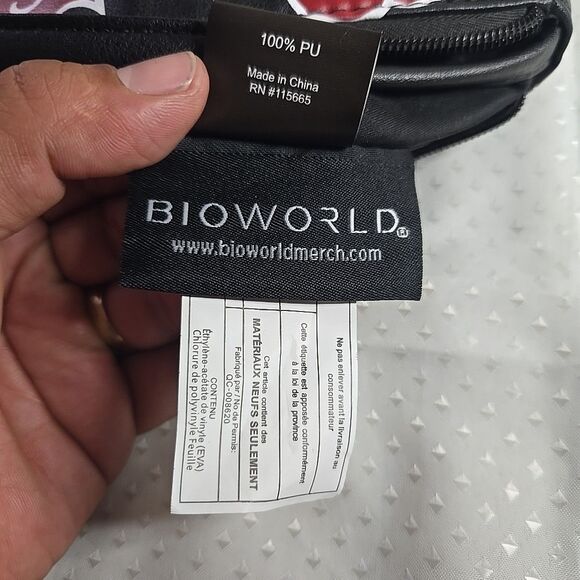 100% PU
Made in China
RN #115665
BIOWORLD®
www.bioworldmerch.com
Ne pas enlever avant la livraison au
consommateur
Cette étiquette est apposée conformément
à la loi de la province
Cet article contient des
MATÉRIAUX NEUFS SEULEMENT
Fabriqué par / No de Permis:
QC-008620
CONTENU
Éthylène-acétate de vinyle (EVA)
Chlorure de polyvinyle Feuille